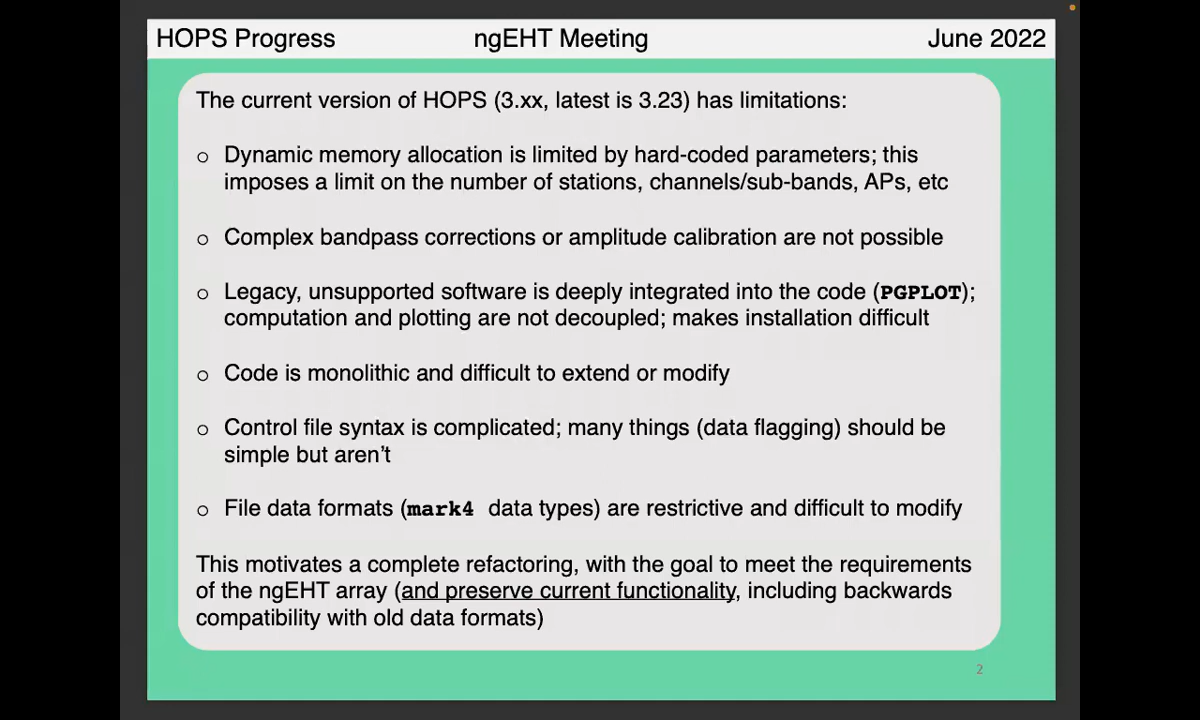 HOPS Progress ngEHT Meeting June 2022
The current version of HOPS (3.xx, latest is 3.23) has limitations:
○ Dynamic memory allocation is limited by hard-coded parameters; this
imposes a limit on the number of stations, channels/sub-bands, APs, etc
○ Complex bandpass corrections or amplitude calibration are not possible
○ Legacy, unsupported software is deeply integrated into the code (PGPLOT);
computation and plotting are not decoupled; makes installation difficult
○ Code is monolithic and difficult to extend or modify
○ Control file syntax is complicated; many things (data flagging) should be
simple but aren't
○ File data formats (mark4 data types) are restrictive and difficult to modify
This motivates a complete refactoring, with the goal to meet the requirements
of the ngEHT array (and preserve current functionality, including backwards
compatibility with old data formats)
2